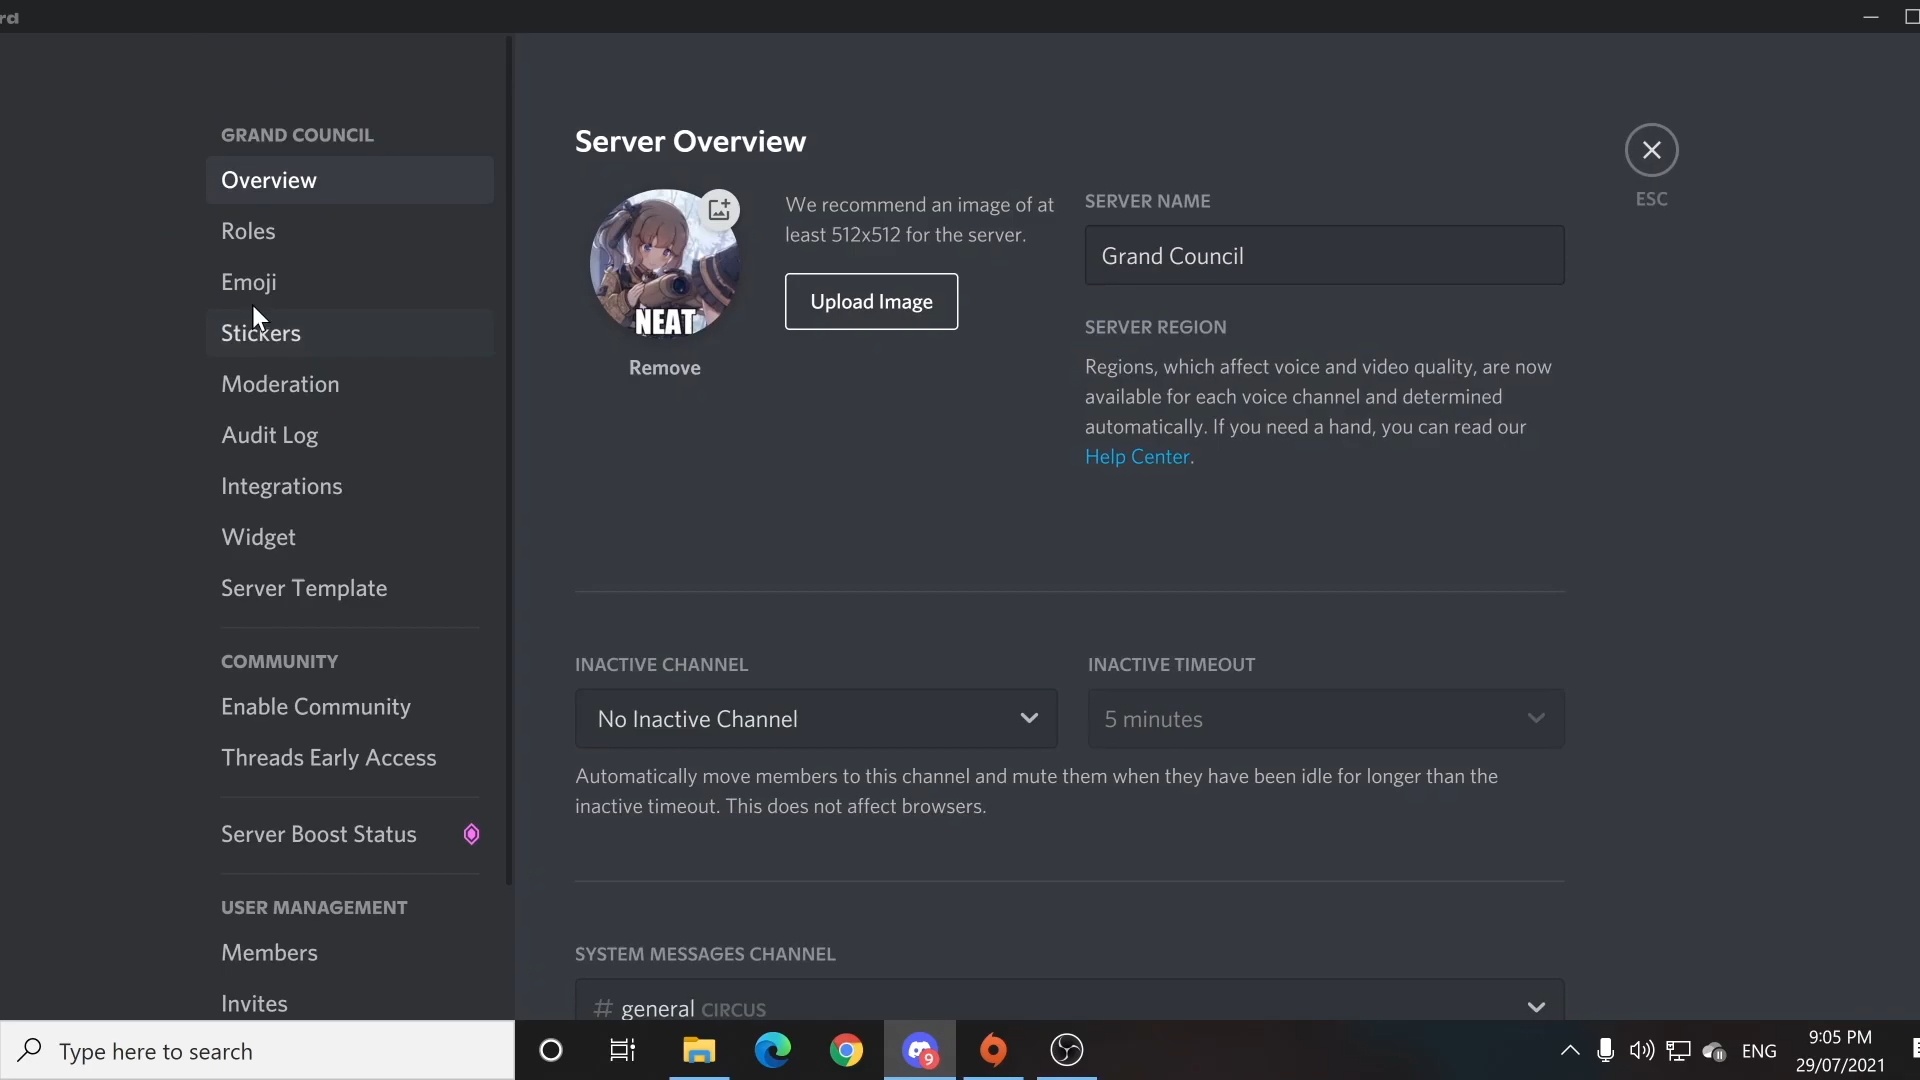 rd
GRAND COUNCIL
Overview
Roles
Emoji
Stickers
Moderation
Audit Log
Integrations
Widget
Server Template
COMMUNITY
Enable Community
Threads Early Access
Server Boost Status
USER MANAGEMENT
Members
Invites
Server Overview
NEAT
Remove
We recommend an image of at
least 512x512 for the server.
Upload Image
SERVER NAME
Grand Council
SERVER REGION
Regions, which affect voice and video quality, are now
available for each voice channel and determined
automatically. If you need a hand, you can read our
Help Center.
ESC
INACTIVE CHANNEL
No Inactive Channel
INACTIVE TIMEOUT
5 minutes
Automatically move members to this channel and mute them when they have been idle for longer than the
inactive timeout. This does not affect browsers.
SYSTEM MESSAGES CHANNEL
# general CIRCUS
Type here to search
9
ENG
9:05 PM
29/07/2021